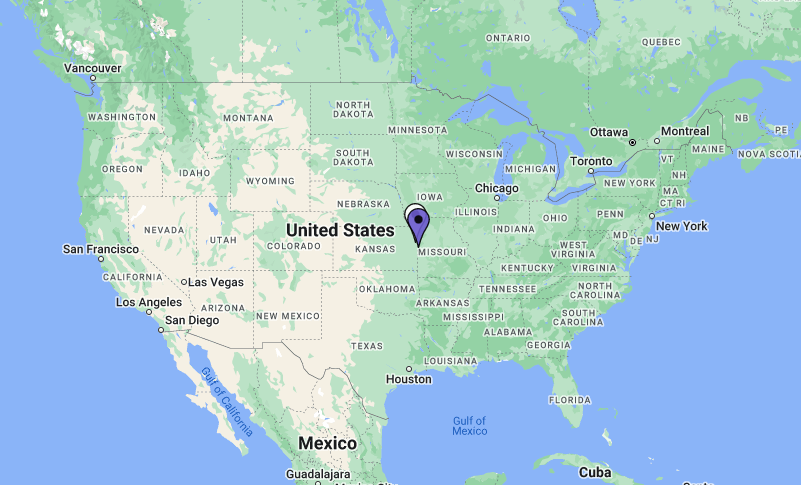 ONTARIO
QUEBEC
Vancouver
WASHINGTON
MONTANA
NORTH
DAKOTA
MINNESOTA
Ottawa
Montreal
NB
PE
MAINE
NOVA SCOTIA
OREGON
IDAHO
SOUTH
DAKOTA
WISCONSIN
MICHIGAN
Toronto
VT
NH
WYOMING
Chicago
NEW YORK
MA
CT RI
NEBRASKA
IOWA
ILLINOIS
OHIO
PENN
New York
NEVADA
UTAH
United States
COLORADO
KANSAS
MISSOURI
INDIANA
WEST
VIRGINIA
MD
DE
NJ
San Francisco
CALIFORNIA
Las Vegas
KENTUCKY
VIRGINIA
OKLAHOMA
TENNESSEE
NORTH
CAROLINA
Los Angeles
ARIZONA
NEW MEXICO
ARKANSAS
MISSISSIPPI
SOUTH
CAROLINA
San Diego
ALABAMA
GEORGIA
TEXAS
LOUISIANA
Houston
Gulf of California
FLORIDA
Gulf of
Mexico
Mexico
Guadalajara
Cuba